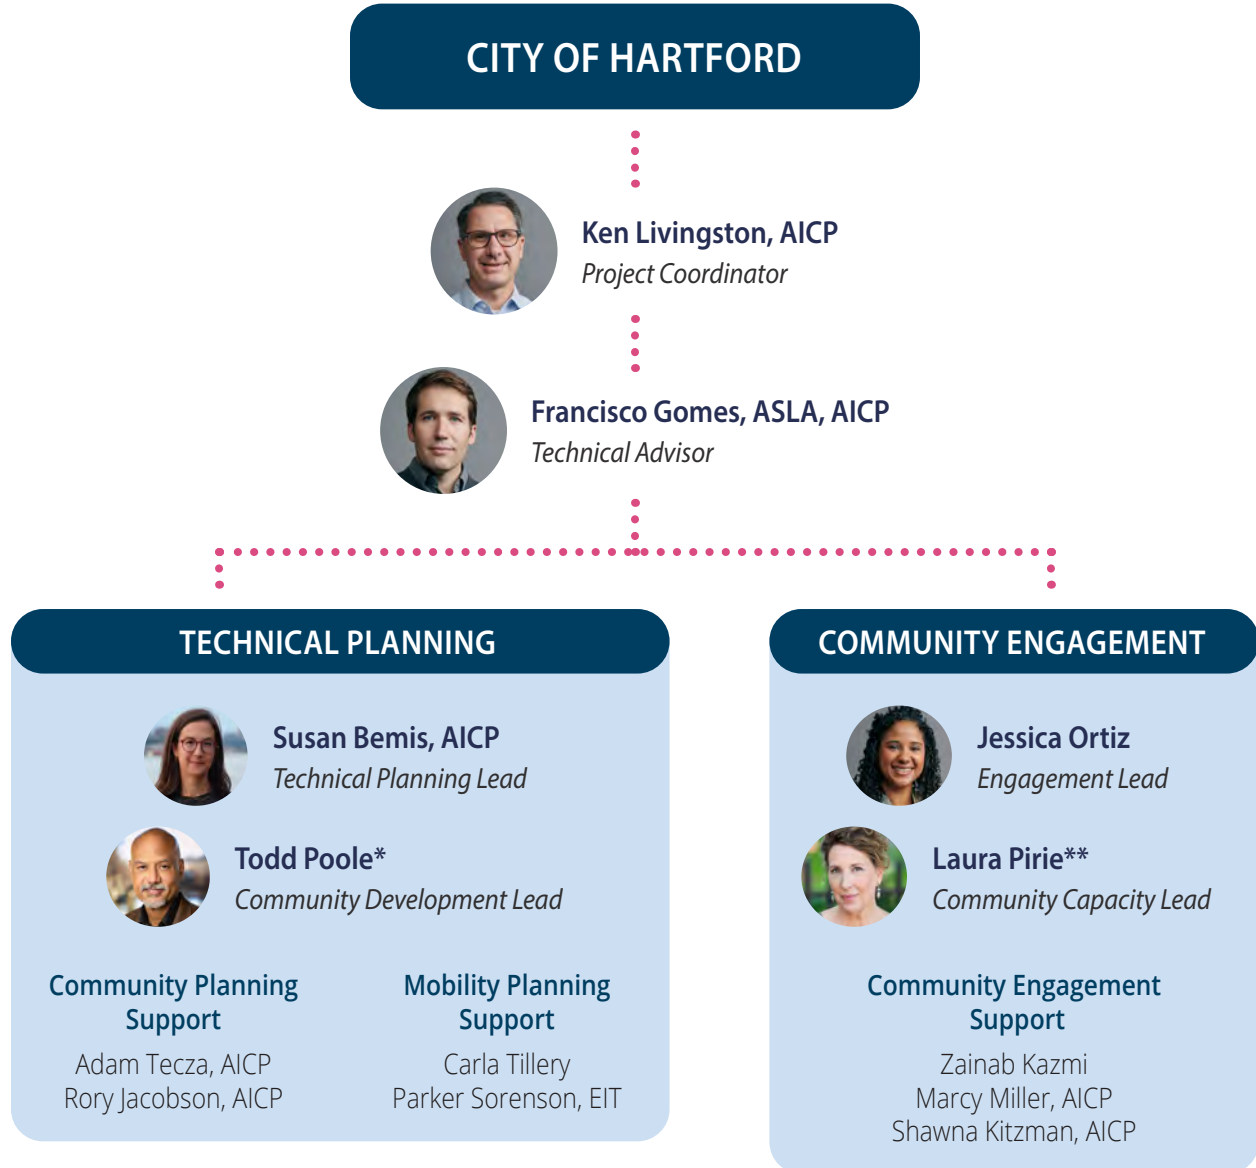 CITY OF HARTFORD
Ken Livingston, AICP
Project Coordinator
Francisco Gomes, ASLA, AICP
Technical Advisor
TECHNICAL PLANNING
Susan Bemis, AICP
Technical Planning Lead
Todd Poole*
Community Development Lead
Community Planning
Support
Adam Tecza, AICP
Rory Jacobson, AICP
Mobility Planning
Support
Carla Tillery
Parker Sorenson, EIT
COMMUNITY ENGAGEMENT
Jessica Ortiz
Engagement Lead
Laura Pirie**
Community Capacity Lead
Community Engagement
Support
Zainab Kazmi
Marcy Miller, AICP
Shawna Kitzman, AICP